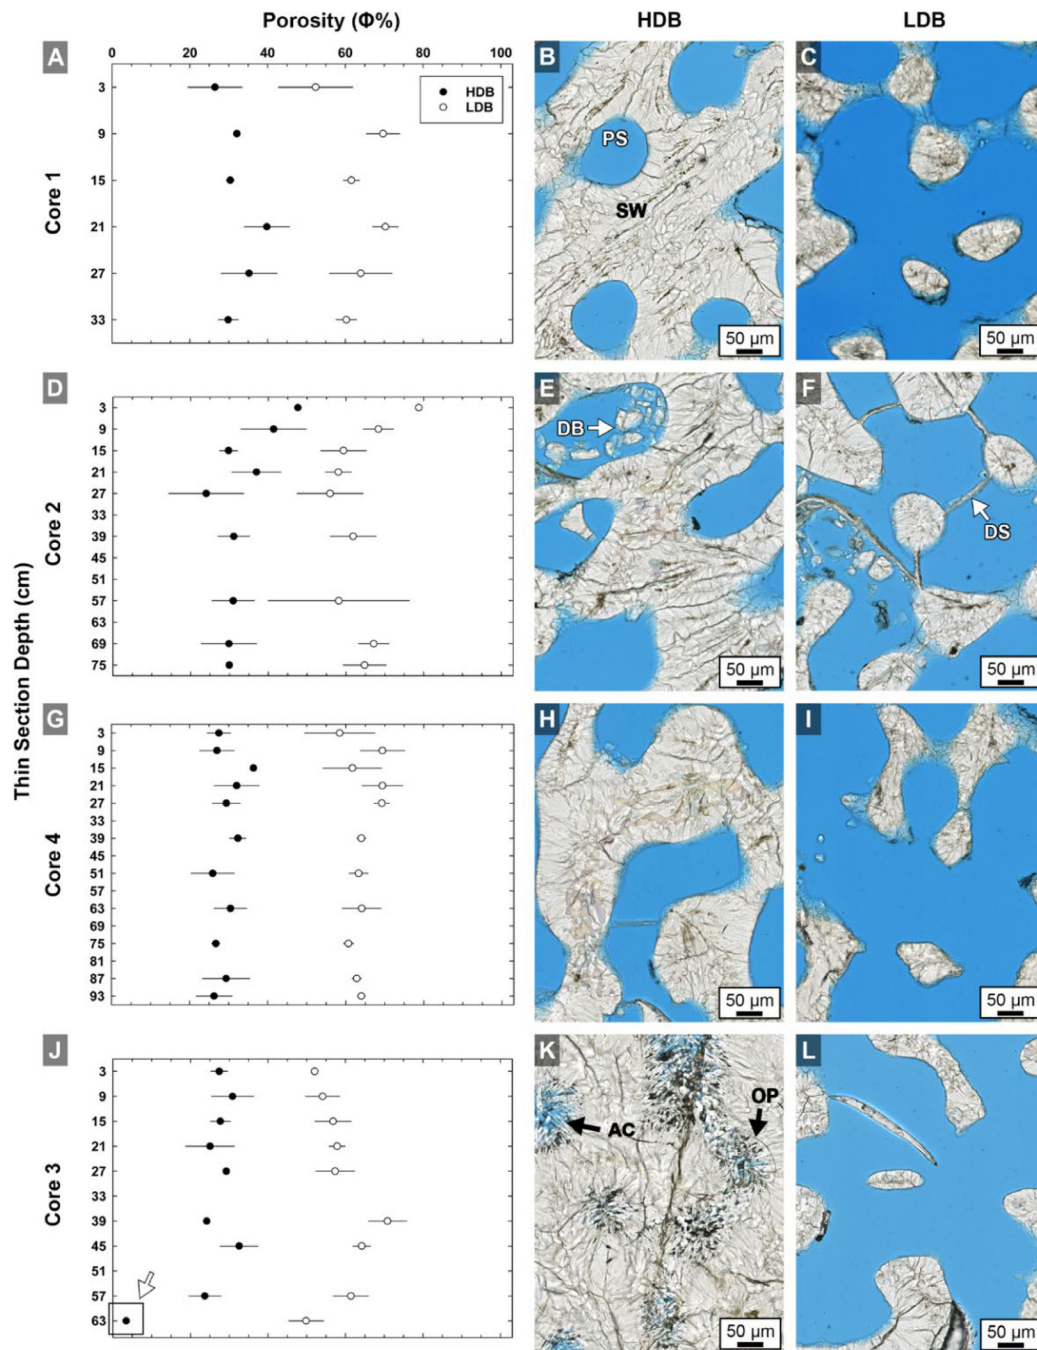 Porosity (Φ%)
HDB
LDB
0 20 40 60 80 100
A
HDB
LDB
3
9
15
21
27
33
Core 1
B
PS
SW
50 µm
C
50 µm
Thin Section Depth (cm)
D
3
9
15
21
27
33
39
45
51
57
63
69
75
Core 2
E
DB
50 µm
F
DS
50 µm
G
3
9
15
21
27
33
39
45
51
57
63
69
75
81
87
93
Core 4
H
50 µm
I
50 µm
J
3
9
15
21
27
33
39
45
51
57
63
Core 3
K
AC
OP
50 µm
L
50 µm